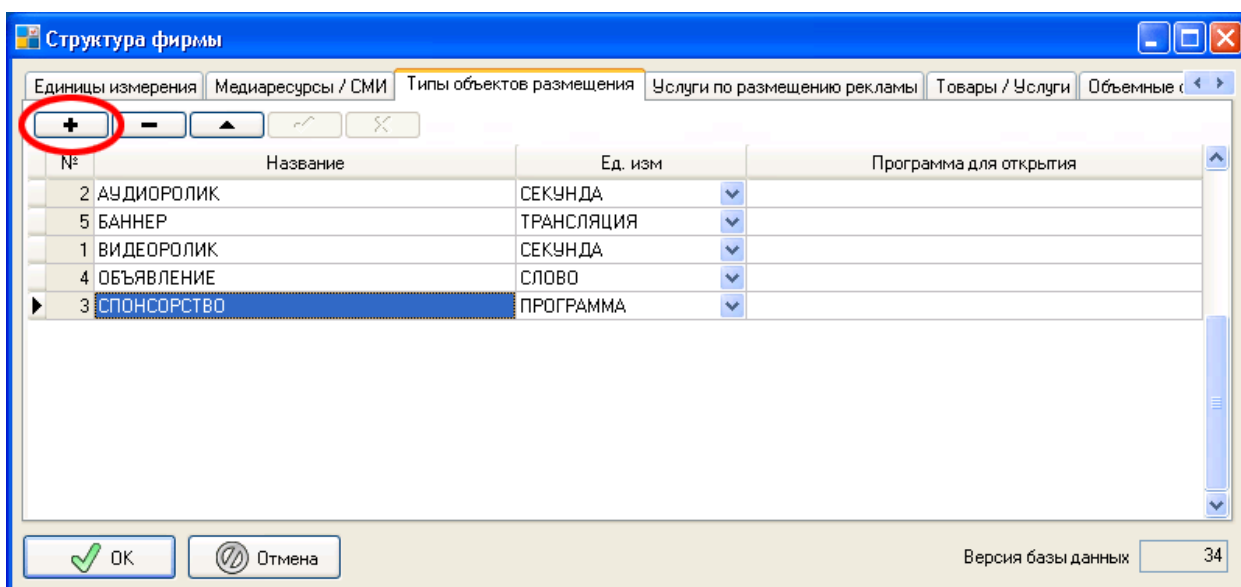 Структура фирмы
Единицы измерения Медиаресурсы / СМИ Типы объектов размещения Услуги по размещению рекламы Товары / Услуги Объемные
№ Название Ед. изм Программа для открытия
2 АУДИОРОЛИК СЕКУНДА
5 БАННЕР ТРАНСЛЯЦИЯ
1 ВИДЕОРОЛИК СЕКУНДА
4 ОБЪЯВЛЕНИЕ СЛОВО
3 СПОНСОРСТВО ПРОГРАММА
OK Отмена Версия базы данных 34